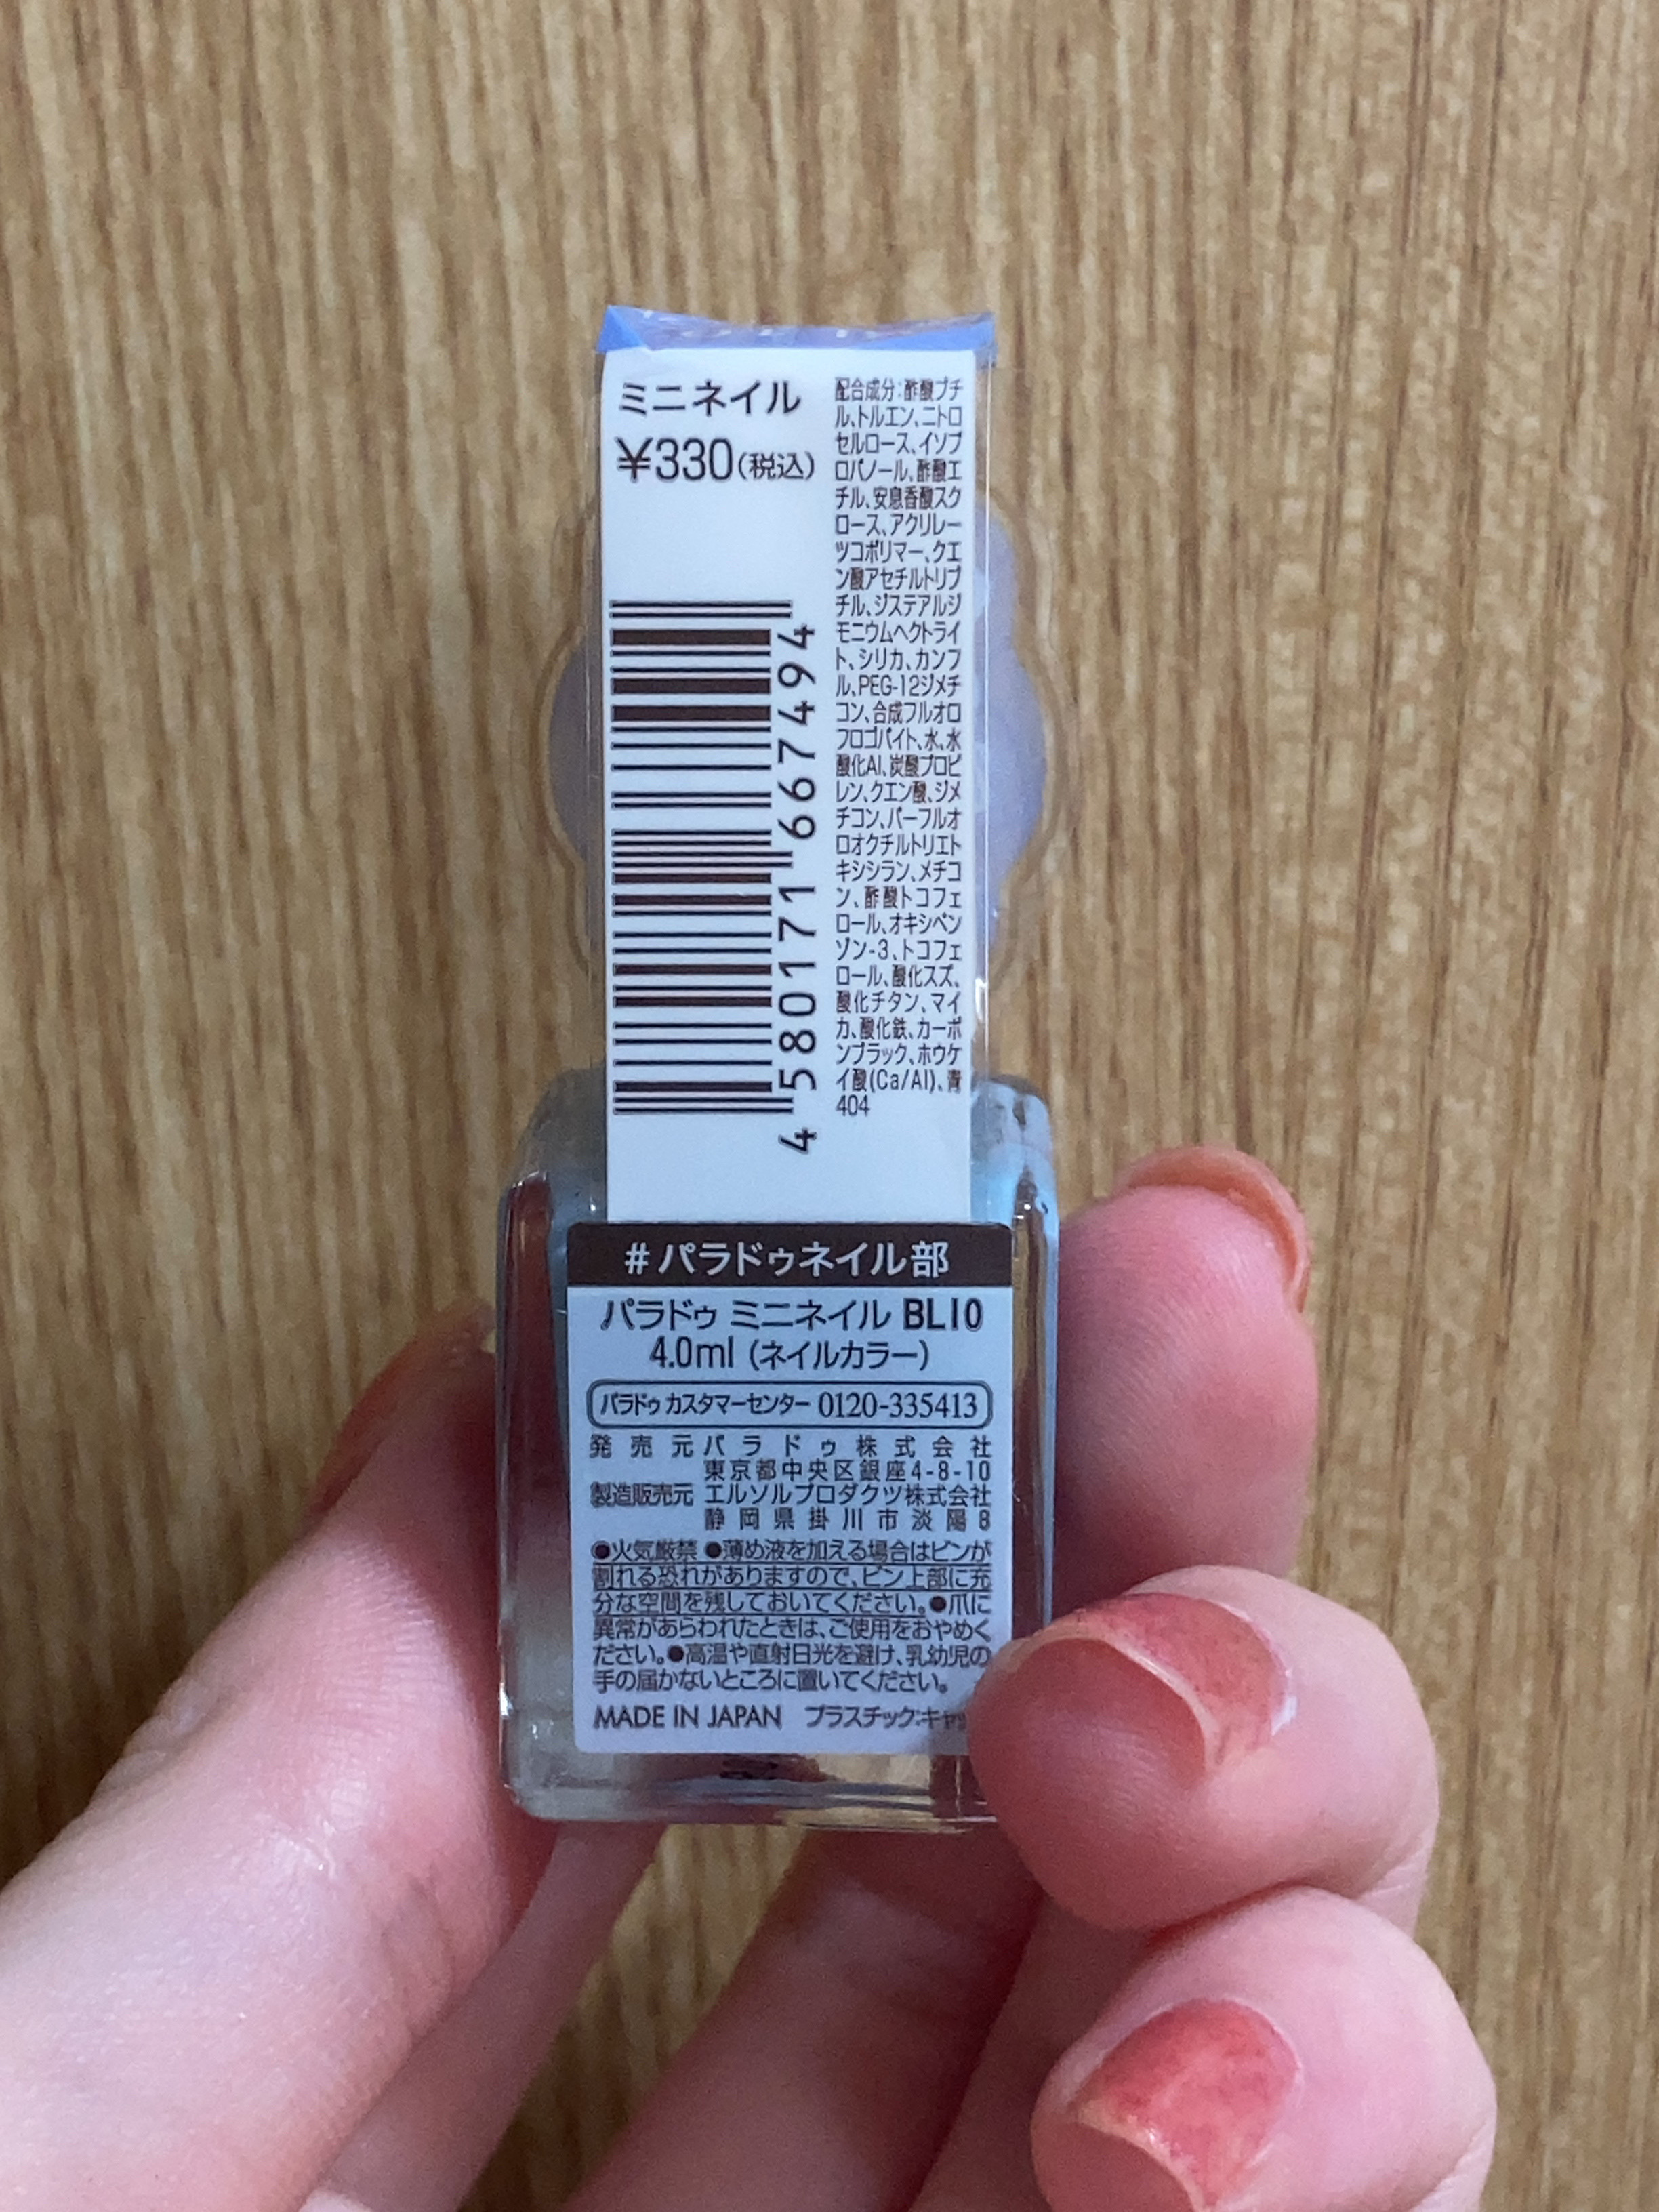 ミニネイル
¥330(税込)
4 580171 667494
配合成分:酢酸ブチ
ル、トルエン、ニトロ
セルロース、イソプ
ロパノール、酢酸エ
チル、安息香酸スク
ロース、アクリレー
ツコポリマー、クエ
ン酸アセチルトリブ
チル、ジステアルジ
モニウムヘクトライ
ト、シリカ、カンフ
ル、PEG-12ジメチ
コン、合成フルオロ
フロゴパイト、水、水
酸化Al、炭酸プロピ
レン、クエン酸、ジメ
チコン、パーフルオ
ロオクチルトリエト
キシシラン、メチコ
ン、酢酸トコフェ
ロール、オキシベン
ゾン-3、トコフェ
ロール、酸化スズ、
酸化チタン、マイ
カ、酸化鉄、カーボ
ンブラック、ホウケ
イ酸(Ca/Al)、青
404
#パラドゥネイル部
パラドゥ ミニネイル BL10
4.0ml (ネイルカラー)
パラドゥ カスタマーセンター 0120-335413
発売元 パラドゥ株式会社
東京都中央区銀座4-8-10
製造販売元 エルソルプロダクツ株式会社
静岡県掛川市淡陽8
●火気厳禁 ●薄め液を加える場合はビンが
割れる恐れがありますので、ビン上部に充
分な空間を残しておいてください。●爪に
異常があらわれたときは、ご使用をおやめく
ださい。●高温や直射日光を避け、乳幼児の
手の届かないところに置いてください。
MADE IN JAPAN プラスチック:キャッ